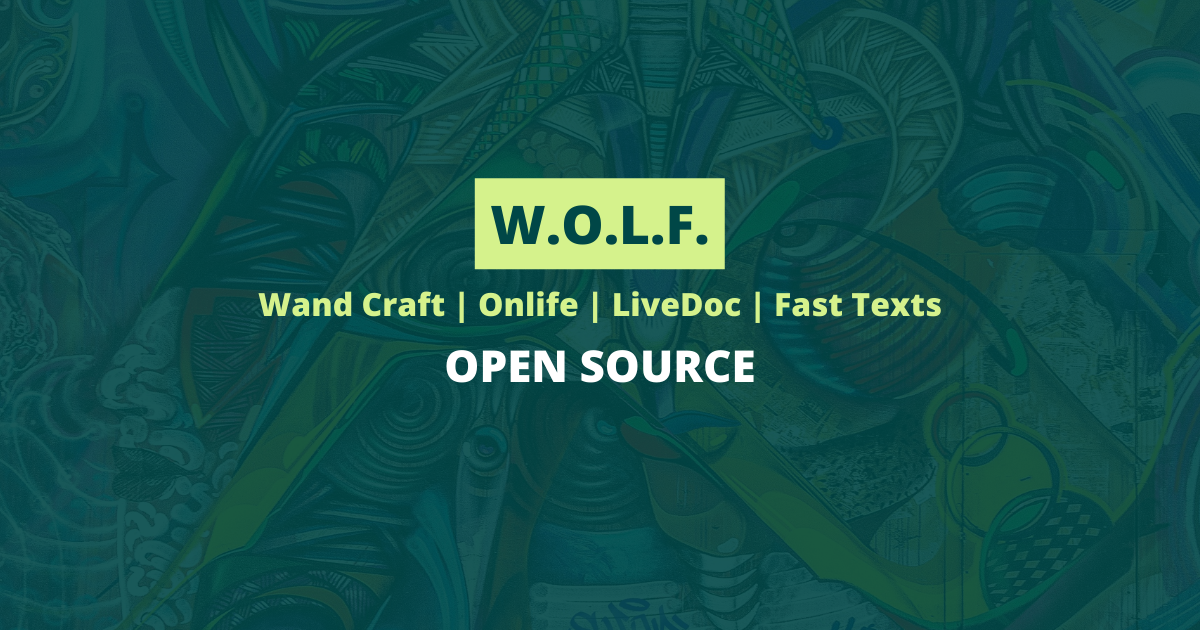 W.O.L.F.
Wand Craft | Onlife | LiveDoc | Fast Texts
OPEN SOURCE